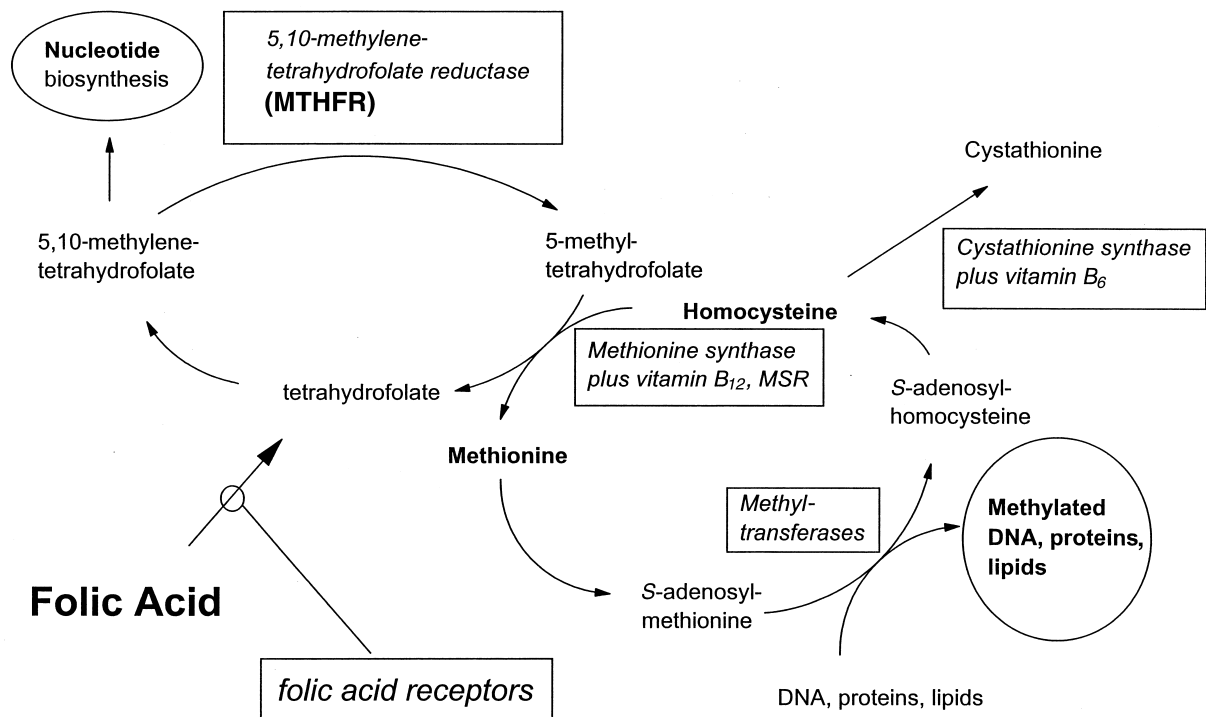 Nucleotide
biosynthesis
5,10-methylene-
tetrahydrofolate reductase
(MTHFR)
Cystathionine
5,10-methylene-
tetrahydrofolate
5-methyl-
tetrahydrofolate
Cystathionine synthase
plus vitamin B6
Homocysteine
Methionine synthase
plus vitamin B12, MSR
tetrahydrofolate
S-adenosyl-
homocysteine
Methionine
Methyl-
transferases
Methylated
DNA, proteins,
lipids
Folic Acid
S-adenosyl-
methionine
folic acid receptors
DNA, proteins, lipids